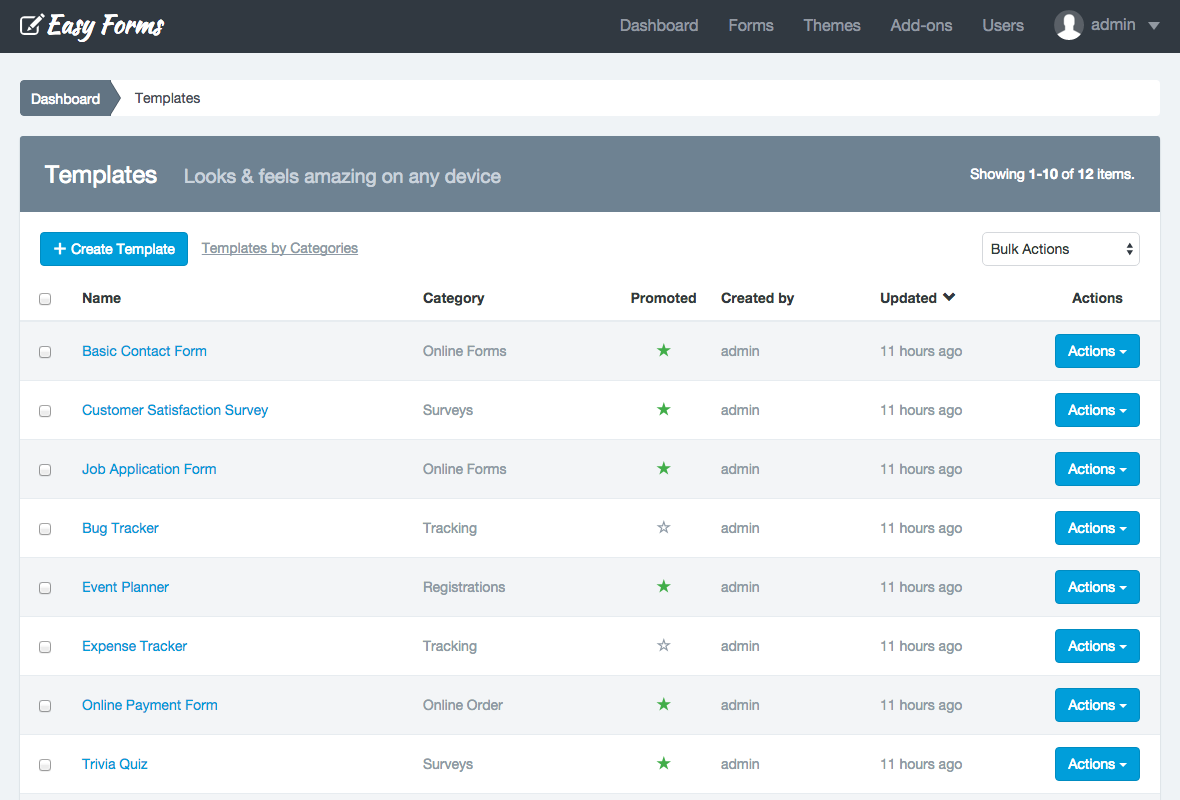 Easy Forms Dashboard Forms Themes Add-ons Users admin
Dashboard Templates
Templates Looks & feels amazing on any device Showing 1-10 of 12 items.
+ Create Template Templates by Categories Bulk Actions
Name Category Promoted Created by Updated Actions
Basic Contact Form Online Forms admin 11 hours ago Actions
Customer Satisfaction Survey Surveys admin 11 hours ago Actions
Job Application Form Online Forms admin 11 hours ago Actions
Bug Tracker Tracking admin 11 hours ago Actions
Event Planner Registrations admin 11 hours ago Actions
Expense Tracker Tracking admin 11 hours ago Actions
Online Payment Form Online Order admin 11 hours ago Actions
Trivia Quiz Surveys admin 11 hours ago Actions